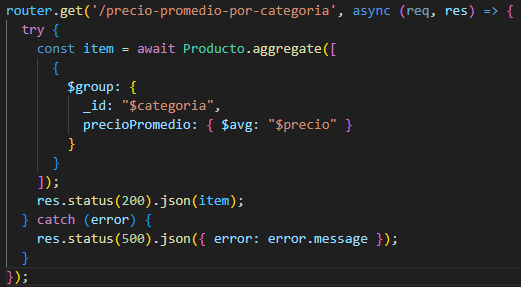 router.get('/precio-promedio-por-categoria', async (req, res) => {
  try {
    const item = await Producto.aggregate([
      {
        $group: {
          _id: "$categoria",
          precioPromedio: { $avg: "$precio" }
        }
      }
    ]);
    res.status(200).json(item);
  } catch (error) {
    res.status(500).json({ error: error.message });
  }
});